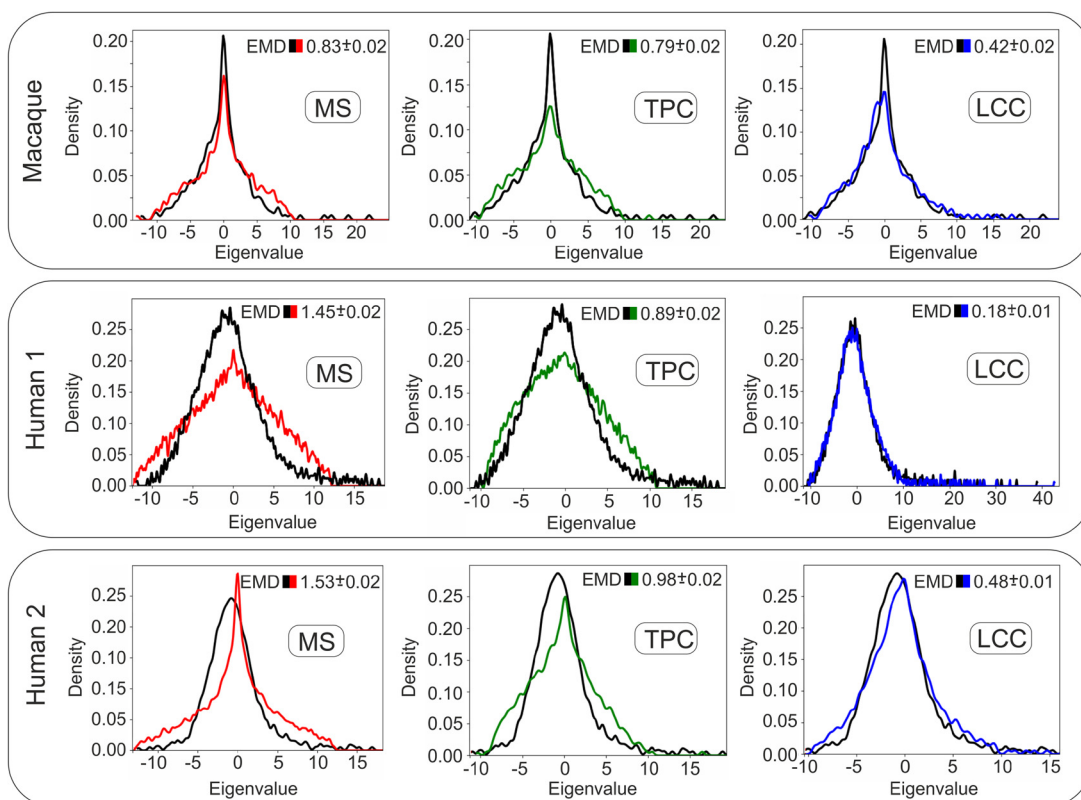 Macaque
EMD 0.83±0.02
MS
Density
0.20
0.15
0.10
0.05
0.00
-10 -5 0 5 10 15 20
Eigenvalue
EMD 0.79±0.02
TPC
Density
0.20
0.15
0.10
0.05
0.00
-10 -5 0 5 10 15 20
Eigenvalue
EMD 0.42±0.02
LCC
Density
0.20
0.15
0.10
0.05
0.00
-10 -5 0 5 10 15 20
Eigenvalue
Human 1
EMD 1.45±0.02
MS
Density
0.25
0.20
0.15
0.10
0.05
0.00
-10 -5 0 5 10 15
Eigenvalue
EMD 0.89±0.02
TPC
Density
0.25
0.20
0.15
0.10
0.05
0.00
-10 -5 0 5 10 15
Eigenvalue
EMD 0.18±0.01
LCC
Density
0.25
0.20
0.15
0.10
0.05
0.00
-10 0 10 20 30 40
Eigenvalue
Human 2
EMD 1.53±0.02
MS
Density
0.25
0.20
0.15
0.10
0.05
0.00
-10 -5 0 5 10 15
Eigenvalue
EMD 0.98±0.02
TPC
Density
0.25
0.20
0.15
0.10
0.05
0.00
-10 -5 0 5 10 15
Eigenvalue
EMD 0.48±0.01
LCC
Density
0.25
0.20
0.15
0.10
0.05
0.00
-10 -5 0 5 10 15
Eigenvalue